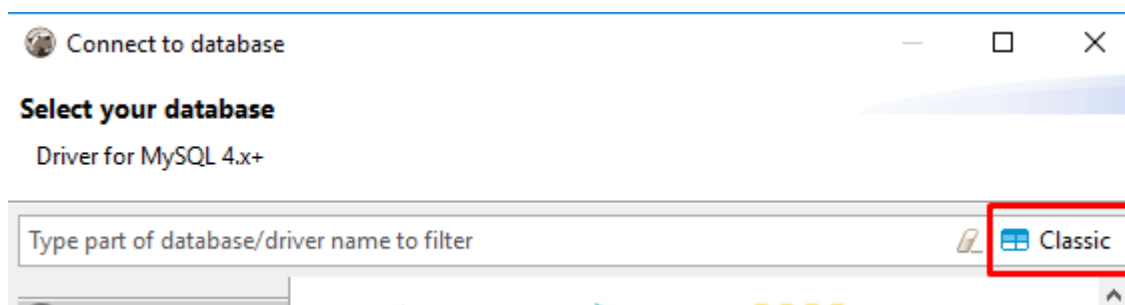 Connect to database
Select your database
Driver for MySQL 4.x+
Type part of database/driver name to filter
Classic